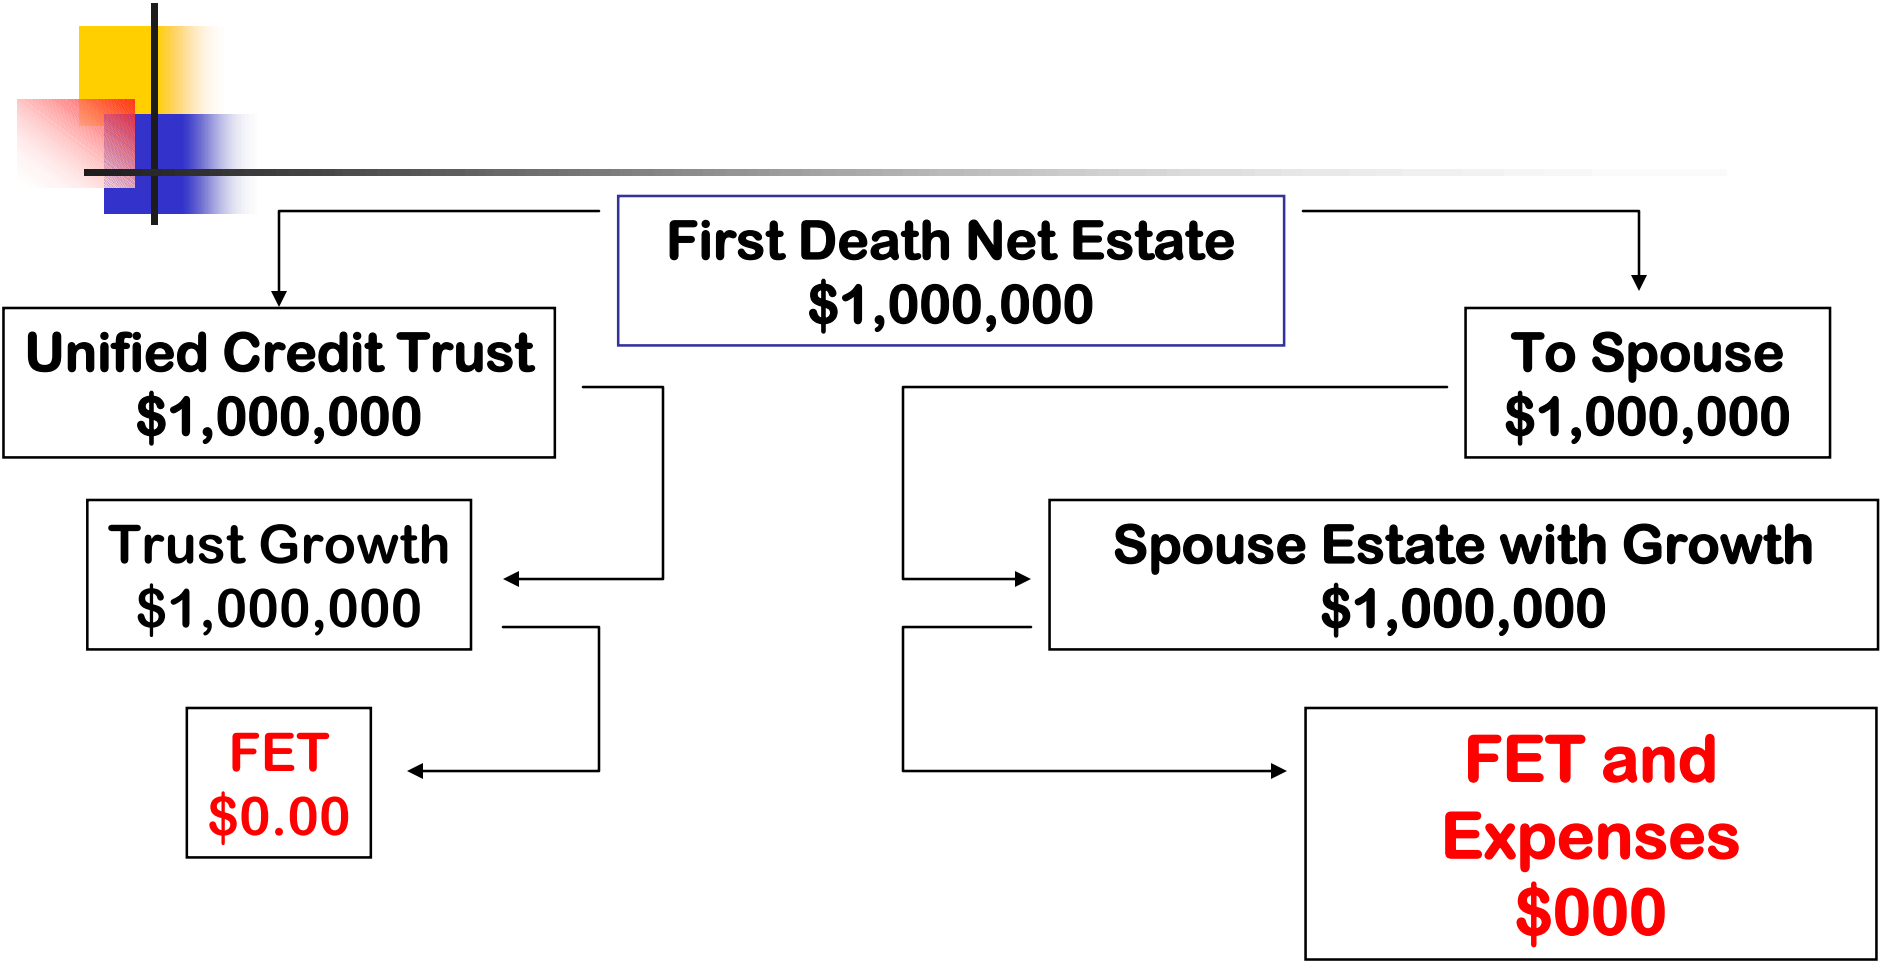 First Death Net Estate
$1,000,000
Unified Credit Trust
$1,000,000
To Spouse
$1,000,000
Trust Growth
$1,000,000
Spouse Estate with Growth
$1,000,000
FET
$0.00
FET and
Expenses
$000